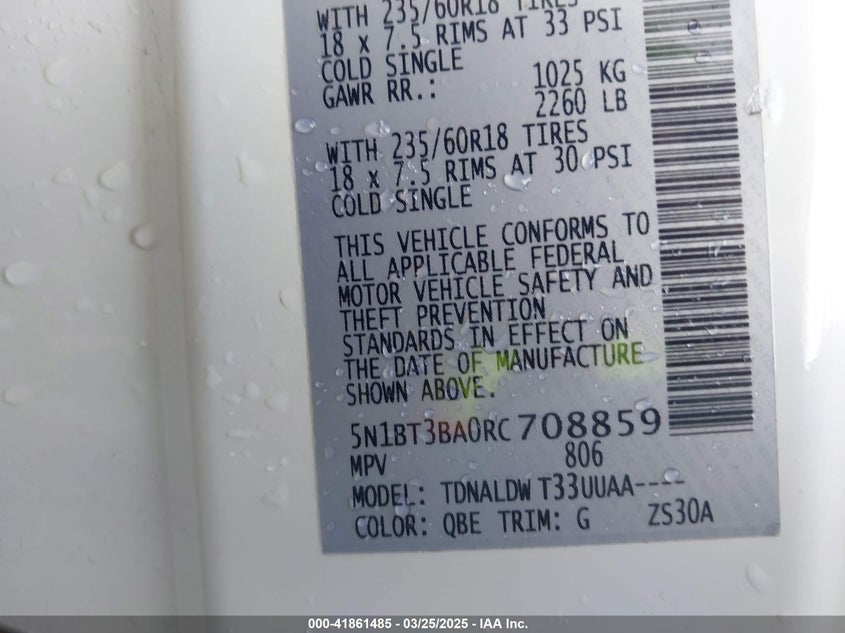 WITH 235/60R18 TIRES
18 x 7.5 RIMS AT 33 PSI
COLD SINGLE
GAWR RR.: 1025 KG
2260 LB
WITH 235/60R18 TIRES
18 x 7.5 RIMS AT 30 PSI
COLD SINGLE
THIS VEHICLE CONFORMS TO
ALL APPLICABLE FEDERAL
MOTOR VEHICLE SAFETY AND
THEFT PREVENTION
STANDARDS IN EFFECT ON
THE DATE OF MANUFACTURE
SHOWN ABOVE.
5N1BT3BA0RC708859
MPV 806
MODEL: TDNALDW T33UUAA----
COLOR: QBE TRIM: G ZS30A
000-41861485 - 03/25/2025 - IAA Inc.